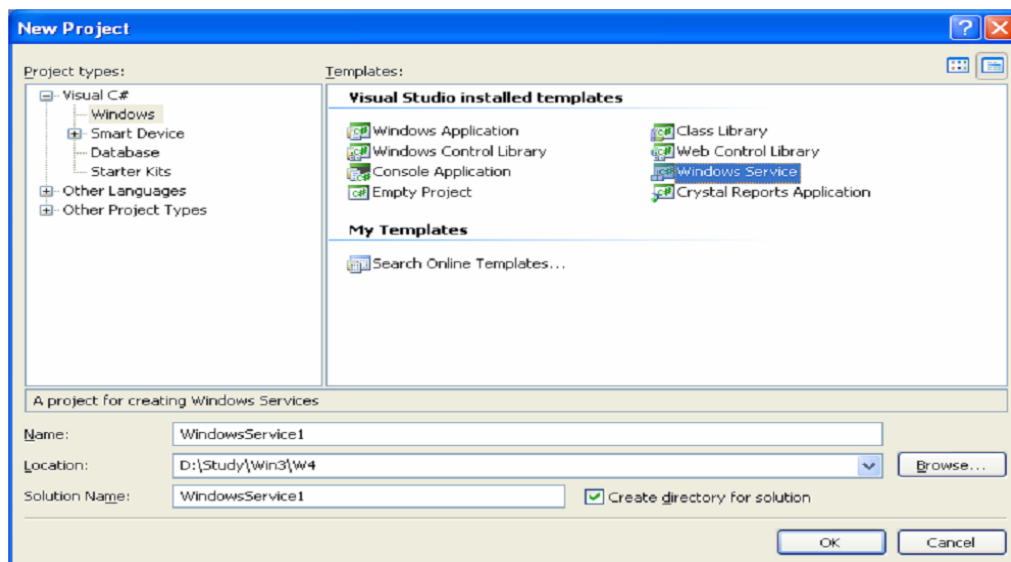 New Project
Project types:
Templates:
Visual C#
Windows
Smart Device
Database
Starter Kits
Other Languages
Other Project Types
Visual Studio installed templates
Windows Application
Class Library
Windows Control Library
Web Control Library
Console Application
Windows Service
Empty Project
Crystal Reports Application
My Templates
Search Online Templates...
A project for creating Windows Services
Name: WindowsService1
Location: D:\Study\Win3\W4 Browse...
Solution Name: WindowsService1 Create directory for solution
OK Cancel